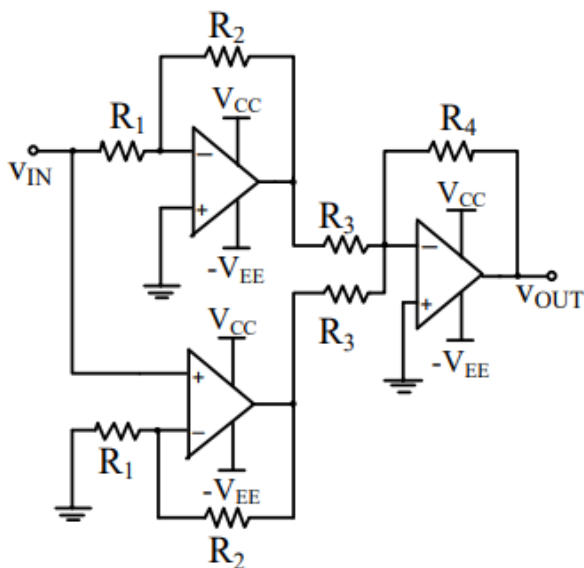 R2
VCC
R1
vIN
−
+
-VEE
R4
VCC
R3
−
+
vOUT
R3
-VEE
VCC
+
−
R1
-VEE
R2